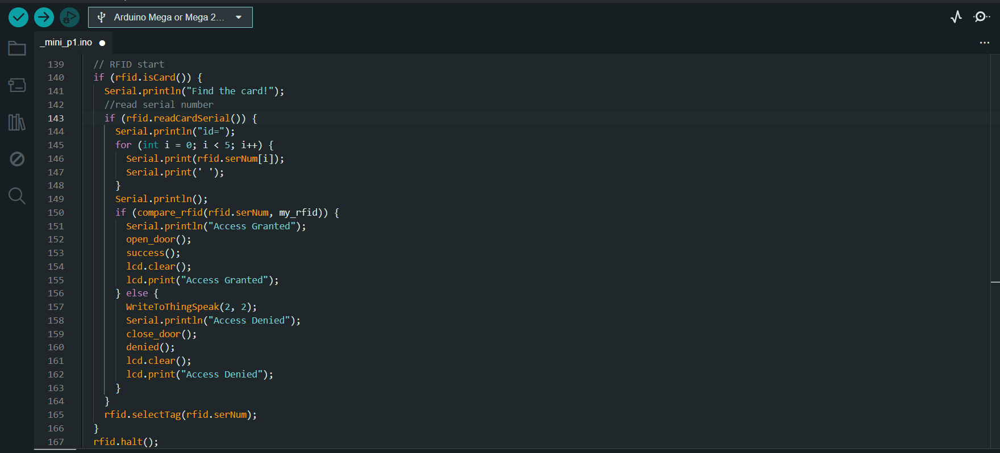 Arduino Mega or Mega 2...
_mini_p1.ino
139 // RFID start
140 if (rfid.isCard()) {
141 Serial.println("Find the card!");
142 //read serial number
143 if (rfid.readCardSerial()) {
144 Serial.println("id=");
145 for (int i = 0; i < 5; i++) {
146 Serial.print(rfid.serNum[i]);
147 Serial.print(' ');
148 }
149 Serial.println();
150 if (compare_rfid(rfid.serNum, my_rfid)) {
151 Serial.println("Access Granted");
152 open_door();
153 success();
154 lcd.clear();
155 lcd.print("Access Granted");
156 } else {
157 WriteToThingSpeak(2, 2);
158 Serial.println("Access Denied");
159 close_door();
160 denied();
161 lcd.clear();
162 lcd.print("Access Denied");
163 }
164 }
165 rfid.selectTag(rfid.serNum);
166 }
167 rfid.halt();